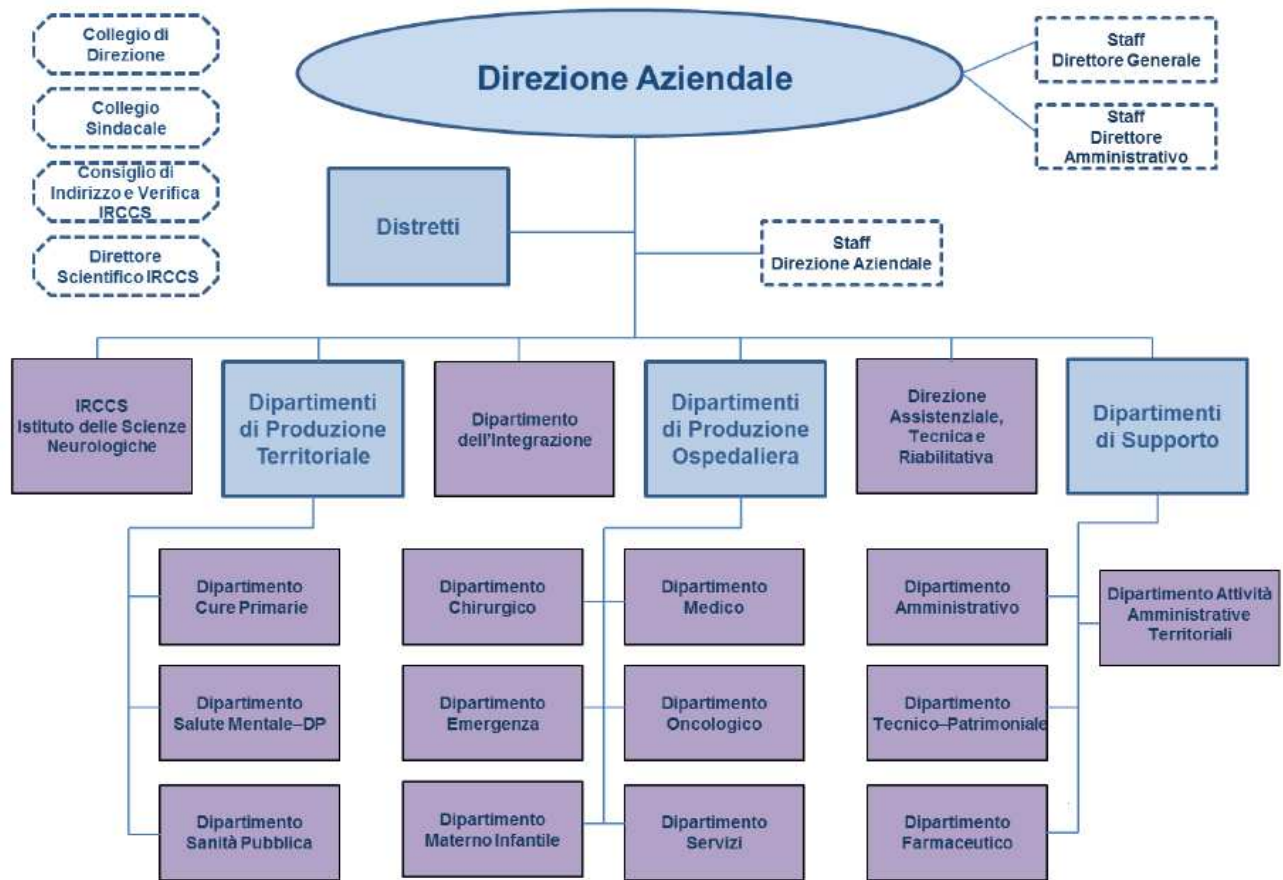 Collegio di
Direzione
Collegio
Sindacale
Consiglio di
Indirizzo e Verifica
IRCCS
Direttore
Scientifico IRCCS
Direzione Aziendale
Staff
Direttore Generale
Staff
Direttore
Amministrativo
Distretti
Staff
Direzione Aziendale
IRCCS
Istituto delle Scienze
Neurologiche
Dipartimenti
di Produzione
Territoriale
Dipartimento
dell'Integrazione
Dipartimenti
di Produzione
Ospedaliera
Direzione
Assistenziale,
Tecnica e
Riabilitativa
Dipartimenti
di Supporto
Dipartimento
Cure Primarie
Dipartimento
Chirurgico
Dipartimento
Medico
Dipartimento
Amministrativo
Dipartimento Attività
Amministrative
Territoriali
Dipartimento
Salute Mentale–DP
Dipartimento
Emergenza
Dipartimento
Oncologico
Dipartimento
Tecnico–Patrimoniale
Dipartimento
Sanità Pubblica
Dipartimento
Materno Infantile
Dipartimento
Servizi
Dipartimento
Farmaceutico